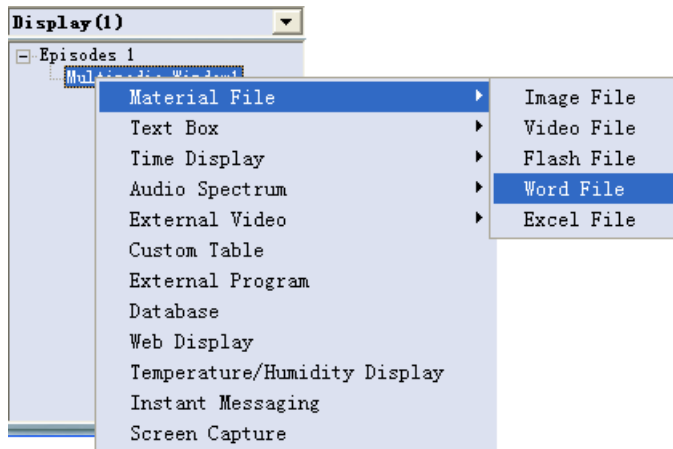 Display(1)
Episodes 1
Material File
Text Box
Time Display
Audio Spectrum
External Video
Custom Table
External Program
Database
Web Display
Temperature/Humidity Display
Instant Messaging
Screen Capture
Image File
Video File
Flash File
Word File
Excel File